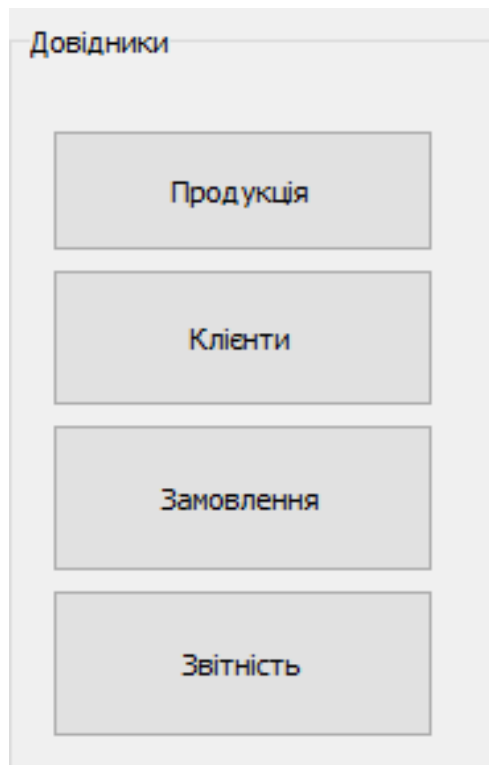 Довідники
Продукція
Клієнти
Замовлення
Звітність